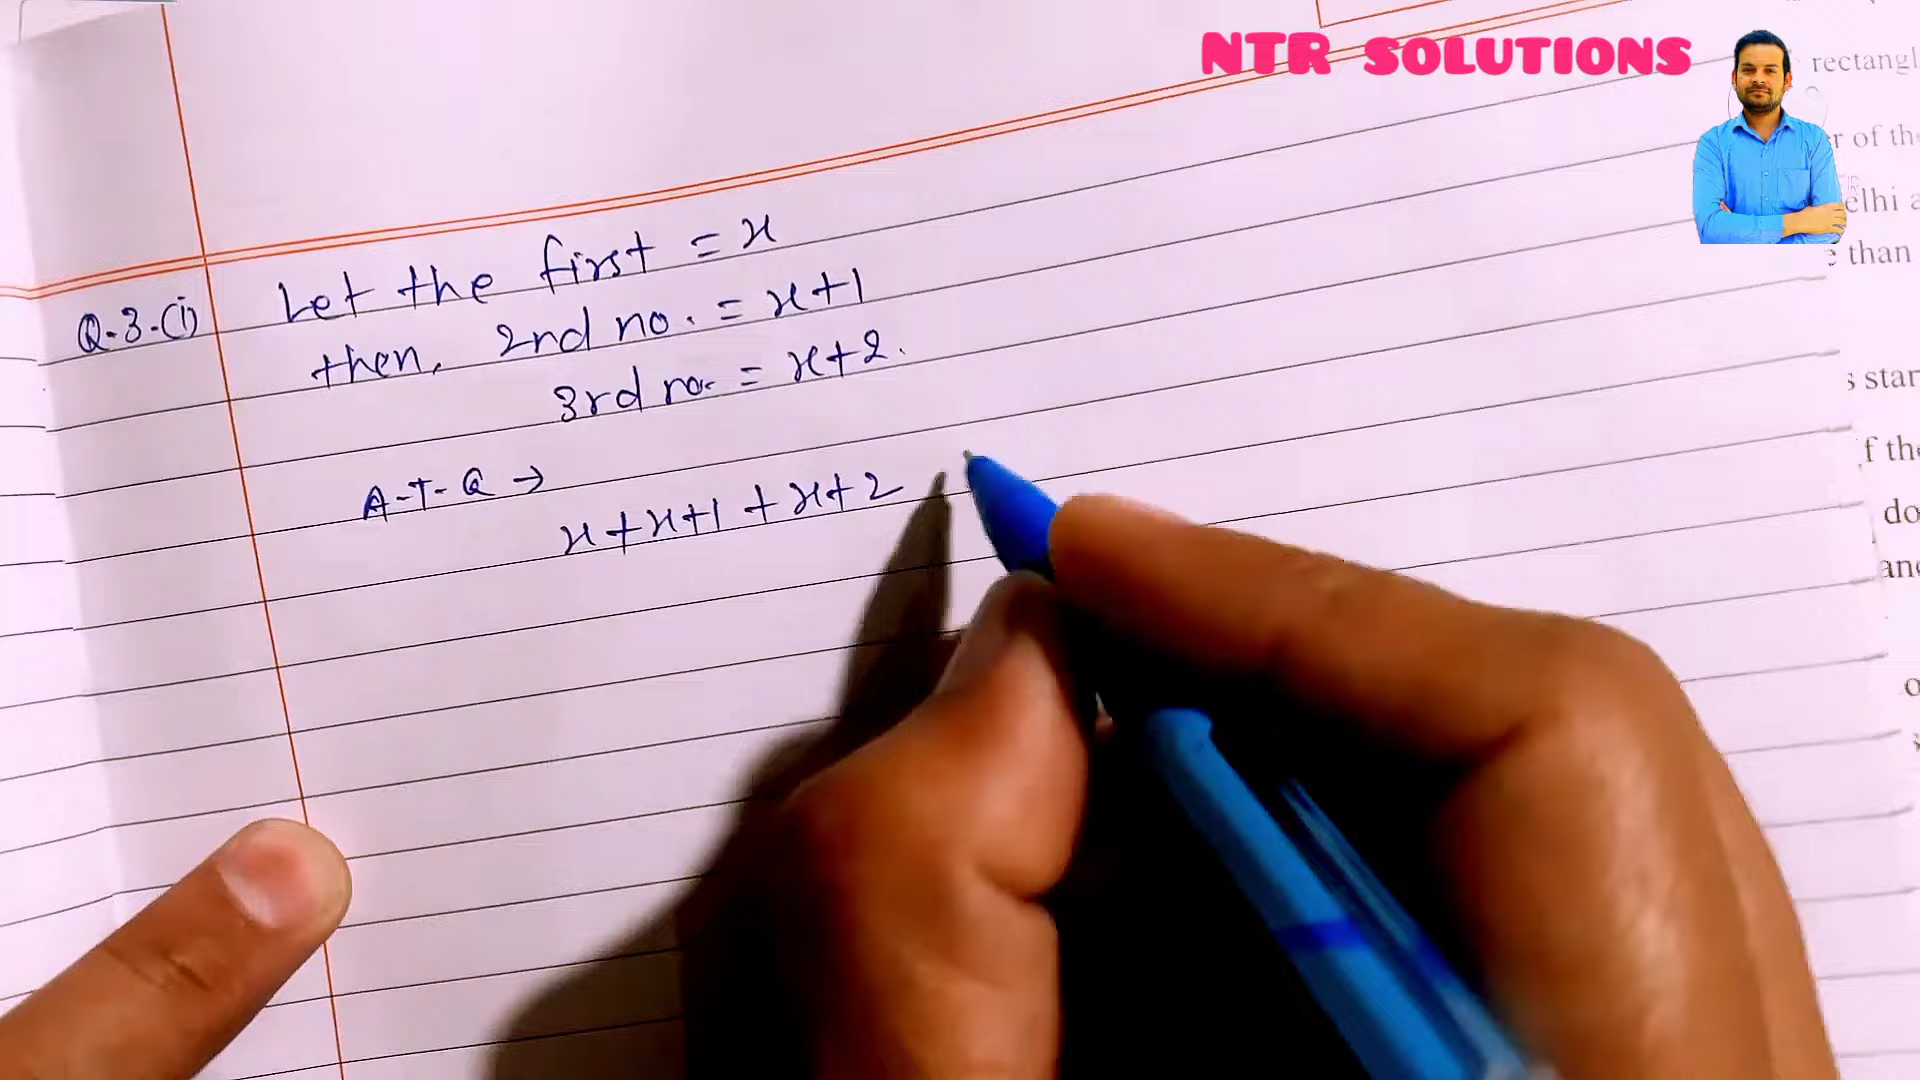 NTR SOLUTIONS
rectangl
r of the
elhi a
than
Q-3-(i) Let the first = x
then, 2nd no. = x+1
3rd no. = x+2.
s star
f the
do
and
A-T-Q →
x+x+1+x+2